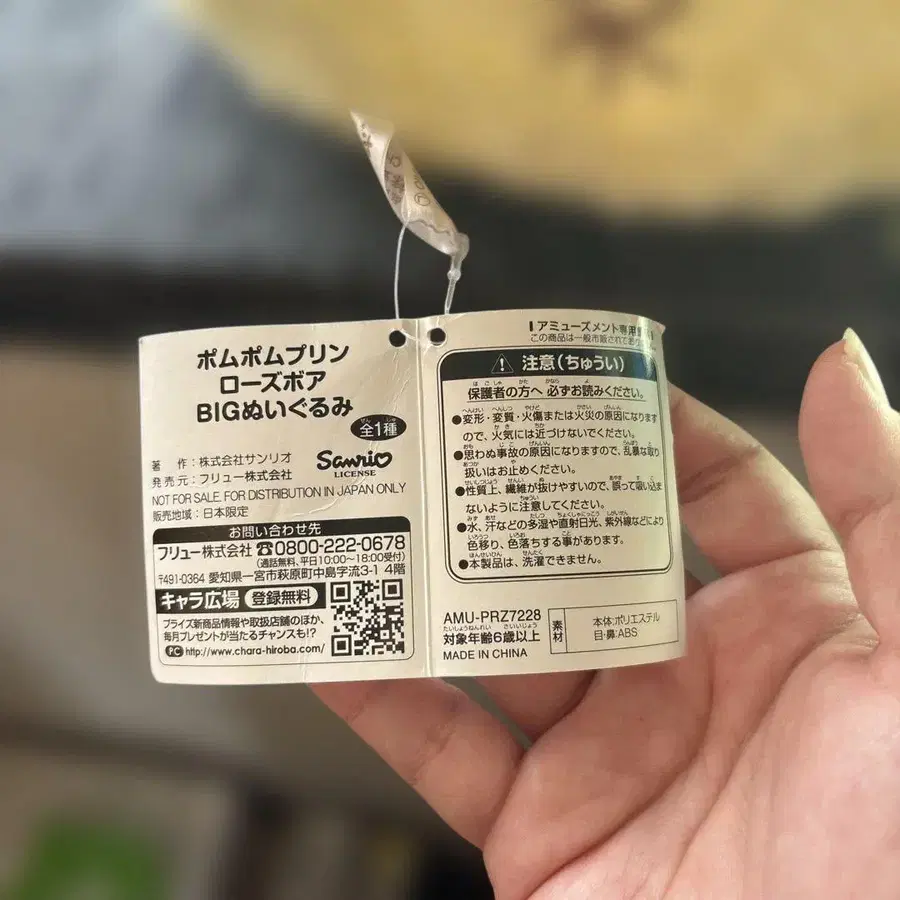 ポムポムプリン
ローズボア
BIGぬいぐるみ
全1種
著 作：株式会社サンリオ
発 売 元：フリュー株式会社
Sanrio
LICENSE
NOT FOR SALE. FOR DISTRIBUTION IN JAPAN ONLY
販売地域：日本限定
お問い合わせ先
フリュー株式会社 ☎0800-222-0678
(通話無料、平日10:00〜18:00受付)
〒491-0364 愛知県一宮市萩原町中島字流3-1 4階
キャラ広場 登録無料
プライズ新商品情報や取扱店舗のほか、
毎月プレゼントが当たるチャンスも!?
PC http://www.chara-hiroba.com/
アミューズメント専用
この商品は一般市販されてお
注意(ちゅうい)
保護者の方へ 必ずお読みください。
●変形・変質・火傷または火災の原因になります
ので、火気には近づけないでください。
●思わぬ事故の原因になりますので、乱暴な取り
扱いはお止めください。
●性質上、繊維が抜けやすいので、誤って吸い込ま
ないように注意してください。
●水、汗などの多湿や直射日光、紫外線などにより
色移り、色落ちする事があります。
●本製品は、洗濯できません。
AMU-PRZ7228
対象年齢6歳以上
MADE IN CHINA
素材
本体:ポリエステル
目・鼻:ABS